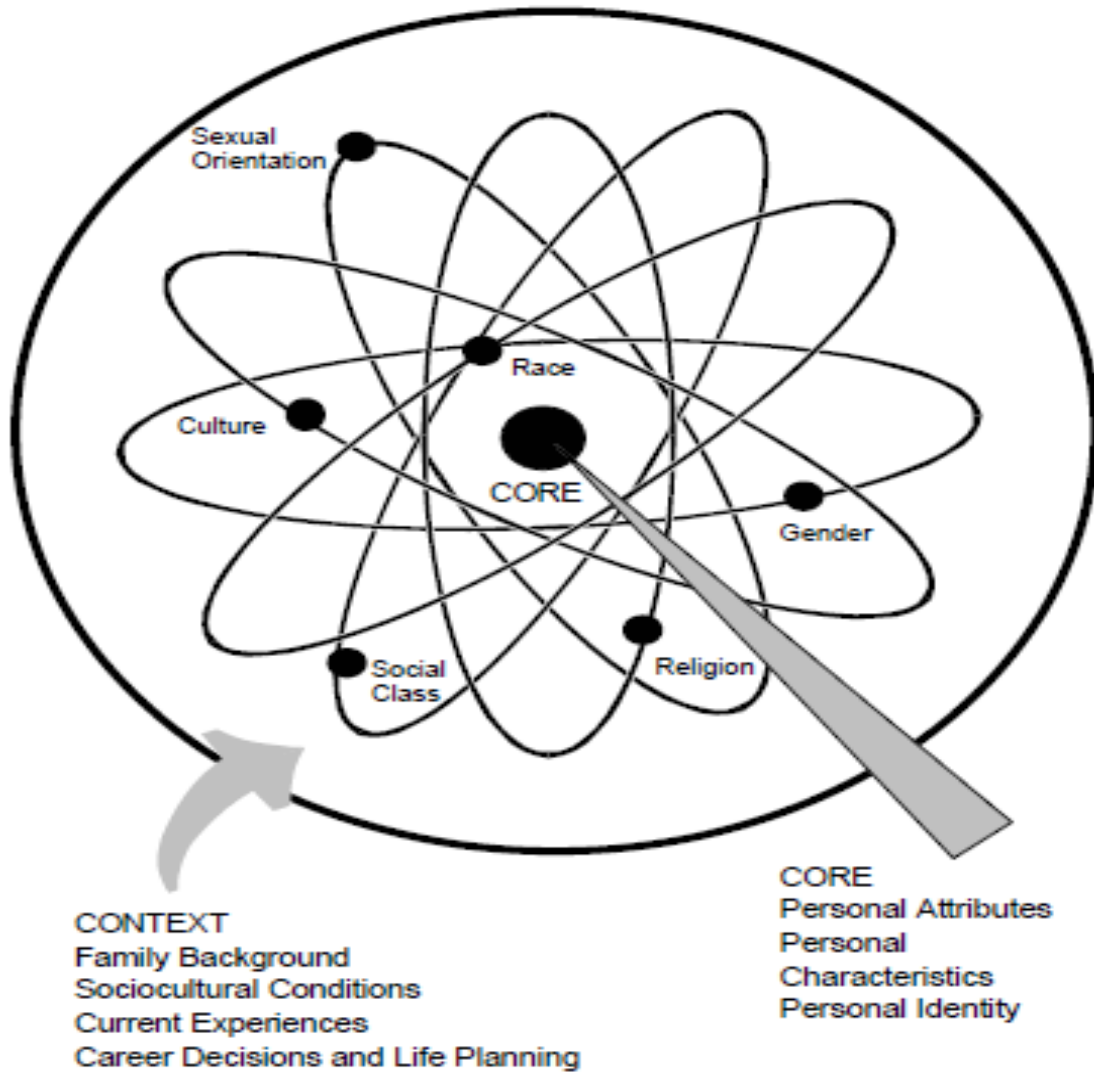 Sexual
Orientation
Race
Culture
CORE
Gender
Social
Class
Religion
CONTEXT
Family Background
Sociocultural Conditions
Current Experiences
Career Decisions and Life Planning
CORE
Personal Attributes
Personal
Characteristics
Personal Identity